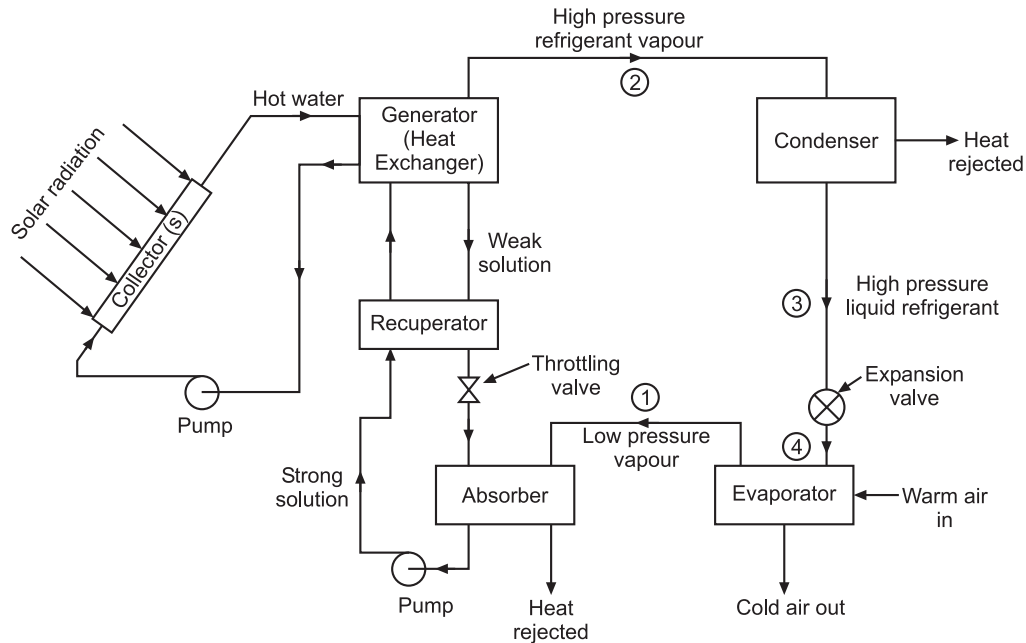 High pressure
refrigerant vapour
2
Hot water
Generator
(Heat
Exchanger)
Condenser
Heat
rejected
Solar radiation
Collector (s)
Weak
solution
3
High pressure
liquid refrigerant
Recuperator
Throttling
valve
Expansion
valve
Pump
1
Low pressure
vapour
4
Strong
solution
Absorber
Evaporator
Warm air
in
Pump
Heat
rejected
Cold air out